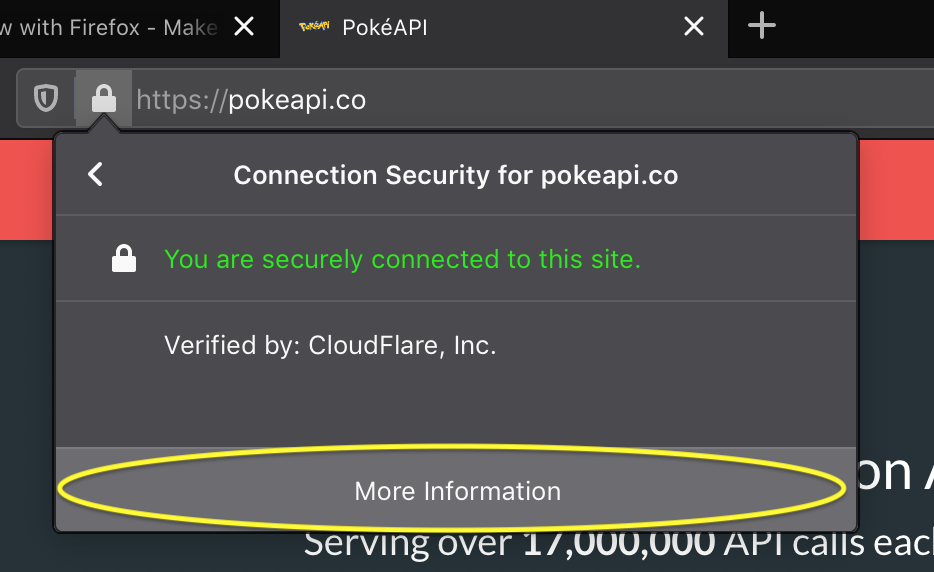 w with Firefox - Make
PokéAPI
PokéAPI
https://pokeapi.co
Connection Security for pokeapi.co
You are securely connected to this site.
Verified by: CloudFlare, Inc.
on
More Information
Serving over 17,000,000 API calls each